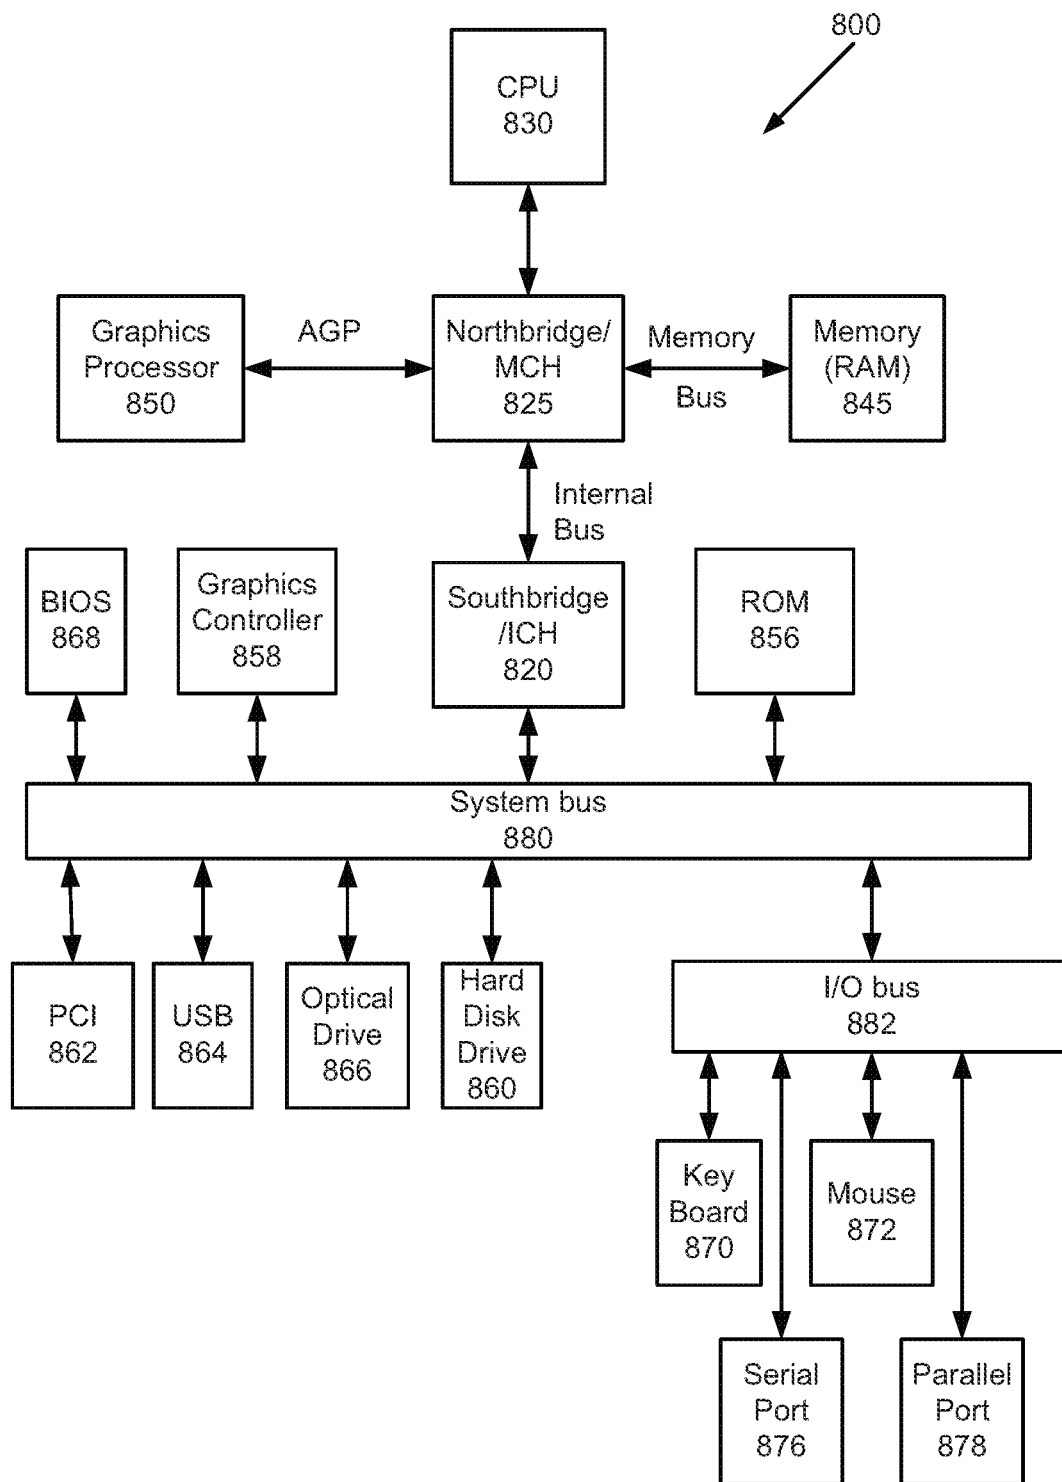 800
CPU
830
Graphics
Processor
850
AGP
Northbridge/
MCH
825
Memory
Bus
Memory
(RAM)
845
Internal
Bus
BIOS
868
Graphics
Controller
858
Southbridge
/ICH
820
ROM
856
System bus
880
PCI
862
USB
864
Optical
Drive
866
Hard
Disk
Drive
860
I/O bus
882
Key
Board
870
Mouse
872
Serial
Port
876
Parallel
Port
878